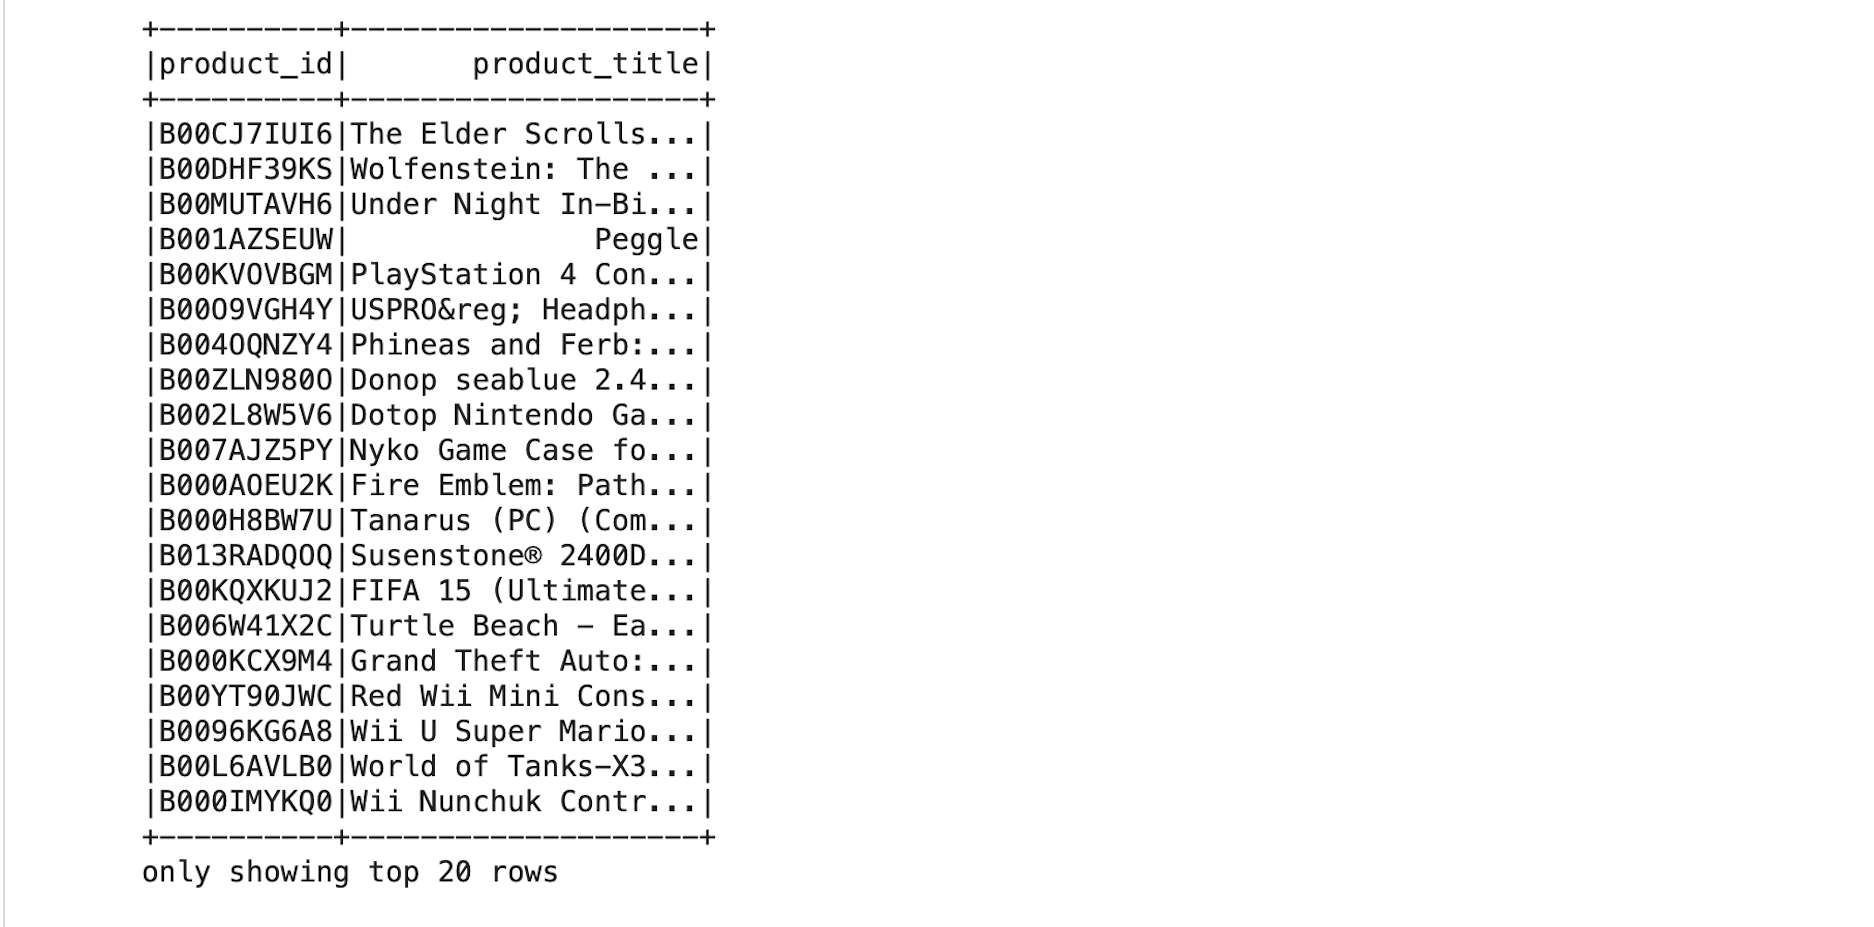 +----------+--------------------+
|product_id|       product_title|
+----------+--------------------+
|B00CJ7IUI6|The Elder Scrolls...|
|B00DHF39KS|Wolfenstein: The ...|
|B00MUTAVH6|Under Night In-Bi...|
|B001AZSEUW|              Peggle|
|B00KVOVBGM|PlayStation 4 Con...|
|B00O9VGH4Y|USPRO&reg; Headph...|
|B004OQNZY4|Phineas and Ferb:...|
|B00ZLN980O|Donop seablue 2.4...|
|B002L8W5V6|Dotop Nintendo Ga...|
|B007AJZ5PY|Nyko Game Case fo...|
|B000AOEU2K|Fire Emblem: Path...|
|B000H8BW7U|Tanarus (PC) (Com...|
|B013RADQOQ|Susenstone® 2400D...|
|B00KQXKUJ2|FIFA 15 (Ultimate...|
|B006W41X2C|Turtle Beach - Ea...|
|B000KCX9M4|Grand Theft Auto:...|
|B00YT90JWC|Red Wii Mini Cons...|
|B0096KG6A8|Wii U Super Mario...|
|B00L6AVLB0|World of Tanks-X3...|
|B000IMYKQ0|Wii Nunchuk Contr...|
+----------+--------------------+
only showing top 20 rows